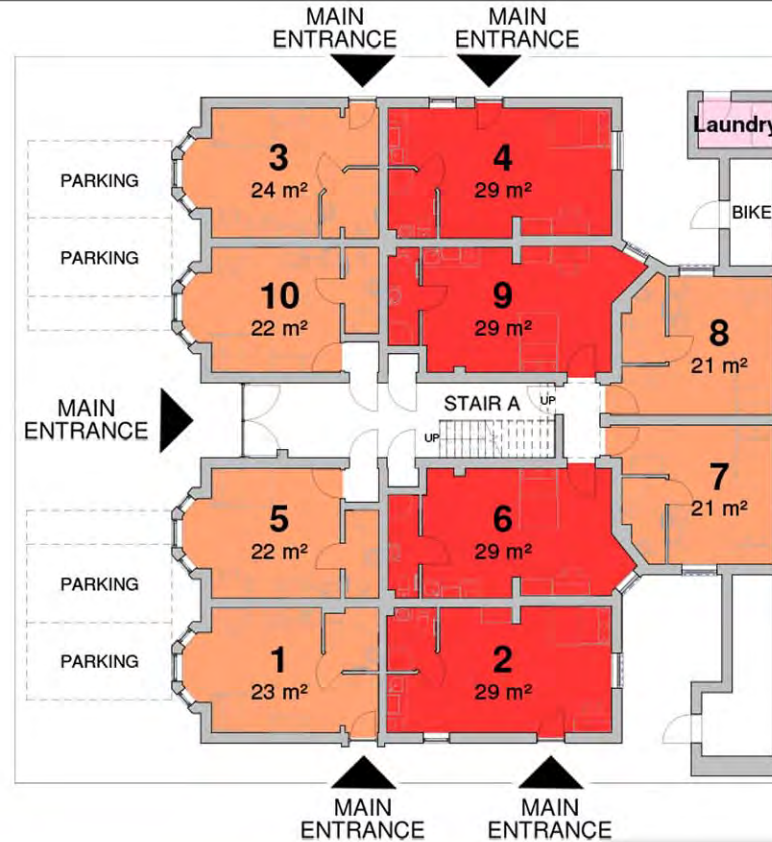 MAIN
ENTRANCE
MAIN
ENTRANCE
3
24 m²
4
29 m²
Laundry
PARKING
BIKE
PARKING
10
22 m²
9
29 m²
8
21 m²
MAIN
ENTRANCE
STAIR A
UP
UP
5
22 m²
6
29 m²
7
21 m²
PARKING
PARKING
1
23 m²
2
29 m²
MAIN
ENTRANCE
MAIN
ENTRANCE